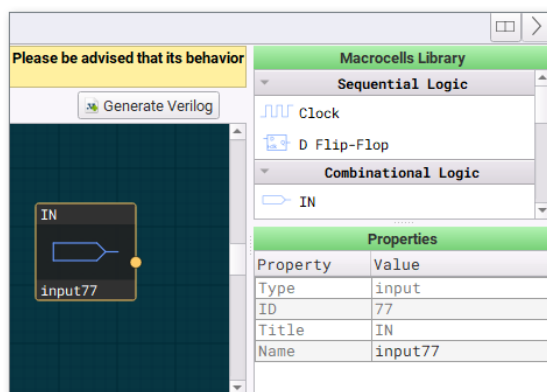 Please be advised that its behavior
Generate Verilog
IN
input77
Macrocells Library
Sequential Logic
Clock
D Flip-Flop
Combinational Logic
IN
Properties
Property Value
Type input
ID 77
Title IN
Name input77